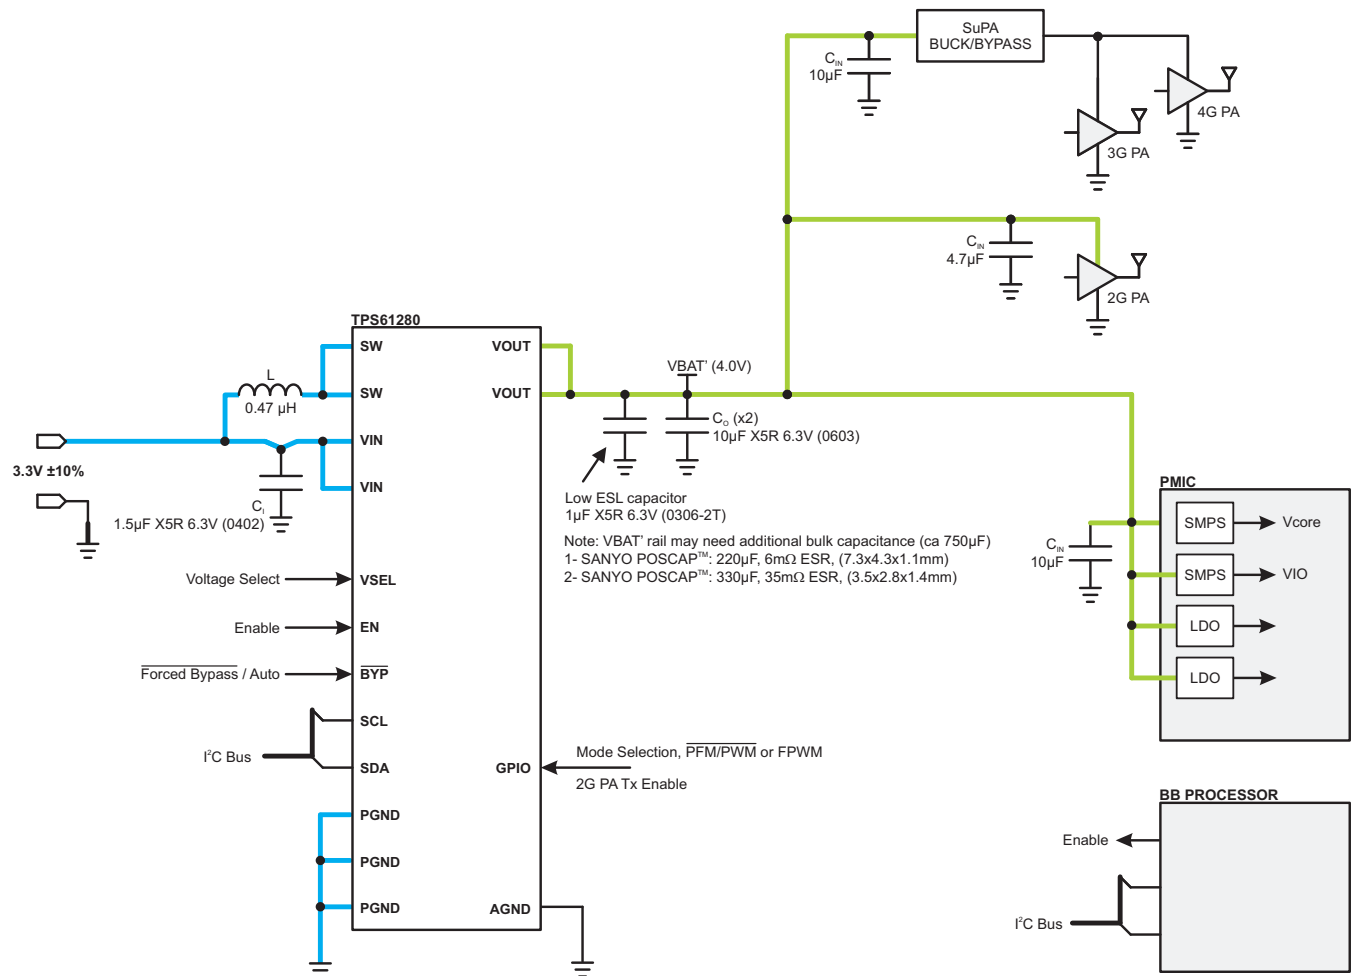 SuPA
BUCK/BYPASS
C_IN
10µF
4G PA
3G PA
C_IN
4.7µF
2G PA
TPS61280
SW
VOUT
L
0.47 µH
SW
VOUT
VBAT' (4.0V)
C_O (x2)
10µF X5R 6.3V (0603)
VIN
3.3V ±10%
VIN
C_I
1.5µF X5R 6.3V (0402)
Low ESL capacitor
1µF X5R 6.3V (0306-2T)
Note: VBAT' rail may need additional bulk capacitance (ca 750µF)
1- SANYO POSCAP™: 220µF, 6mΩ ESR, (7.3x4.3x1.1mm)
2- SANYO POSCAP™: 330µF, 35mΩ ESR, (3.5x2.8x1.4mm)
PMIC
SMPS
Vcore
C_IN
10µF
SMPS
VIO
LDO
LDO
Voltage Select
VSEL
Enable
EN
Forced Bypass / Auto
BYP
SCL
I²C Bus
SDA
GPIO
Mode Selection, PFM/PWM or FPWM
2G PA Tx Enable
PGND
PGND
PGND
AGND
BB PROCESSOR
Enable
I²C Bus